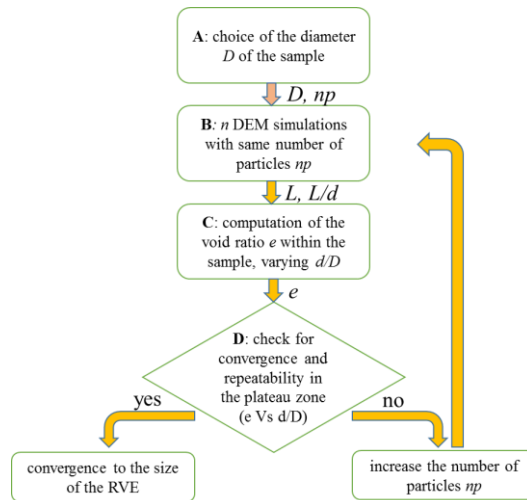 A: choice of the diameter
D of the sample
D, np
B: n DEM simulations
with same number of
particles np
L, L/d
C: computation of the
void ratio e within the
sample, varying d/D
e
D: check for
convergence and
repeatability in
the plateau zone
(e Vs d/D)
yes
no
convergence to the size
of the RVE
increase the number of
particles np